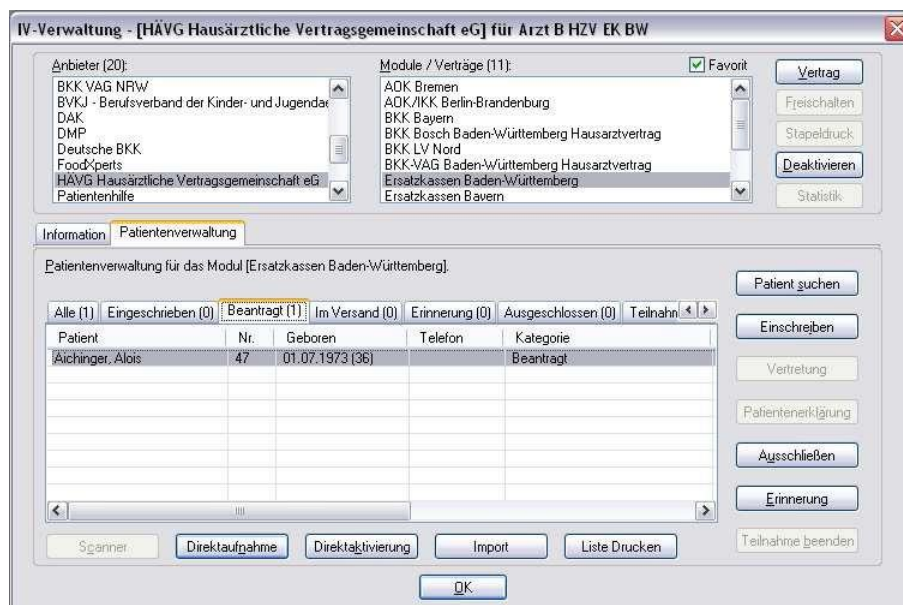 IV-Verwaltung - [HÄVG Hausärztliche Vertragsgemeinschaft eG] für Arzt B HZV EK BW
Anbieter (20):
BKK VAG NRW
BVKJ - Berufsverband der Kinder- und Jugendae
DAK
DMP
Deutsche BKK
FoodXperts
HÄVG Hausärztliche Vertragsgemeinschaft eG
Patientenhilfe
Module / Verträge (11):
Favorit
AOK Bremen
AOK/IKK Berlin-Brandenburg
BKK Bayern
BKK Bosch Baden-Württemberg Hausarztvertrag
BKK LV Nord
BKK-VAG Baden-Württemberg Hausarztvertrag
Ersatzkassen Baden-Württemberg
Ersatzkassen Bayern
Vertrag
Freischalten
Stapeldruck
Deaktivieren
Statistik
Information Patientenverwaltung
Patientenverwaltung für das Modul [Ersatzkassen Baden-Württemberg].
Alle (1) Eingeschrieben (0) Beantragt (1) Im Versand (0) Erinnerung (0) Ausgeschlossen (0) Teilnahm
Patient Nr. Geboren Telefon Kategorie
Aichinger, Alois 47 01.07.1973 (36) Beantragt
Patient suchen
Einschreiben
Vertretung
Patientenerklärung
Ausschließen
Erinnerung
Teilnahme beenden
Scanner Direktaufnahme Direktaktivierung Import Liste Drucken
OK